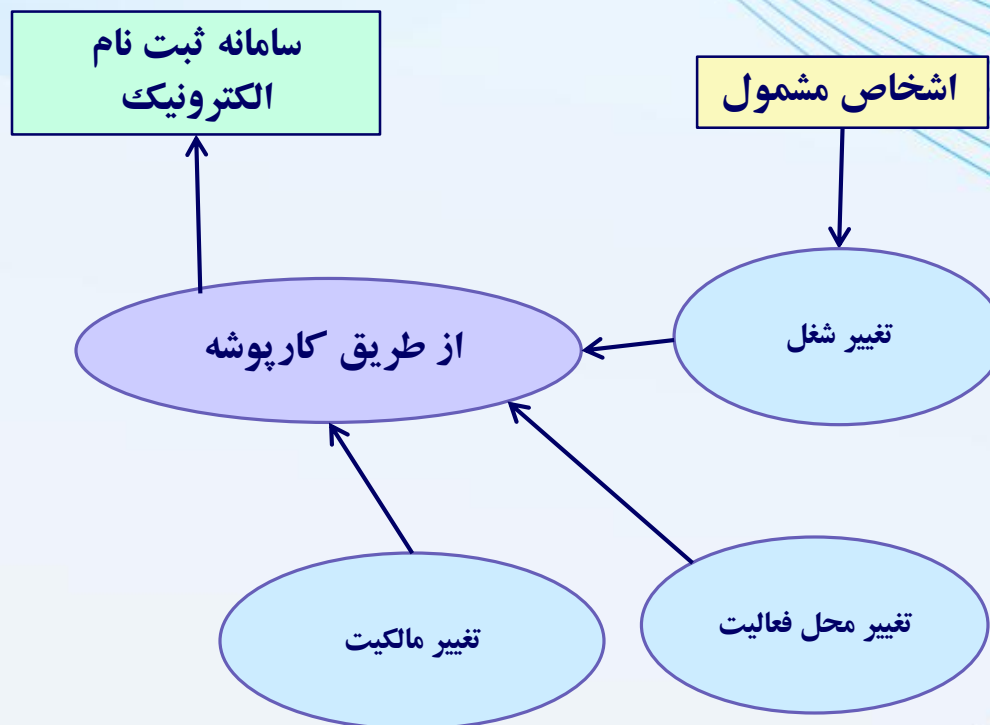 سامانه ثبت نام
الکترونیک
اشخاص مشمول
تغییر شغل
از طریق کارپوشه
تغییر محل فعالیت
تغییر مالکیت